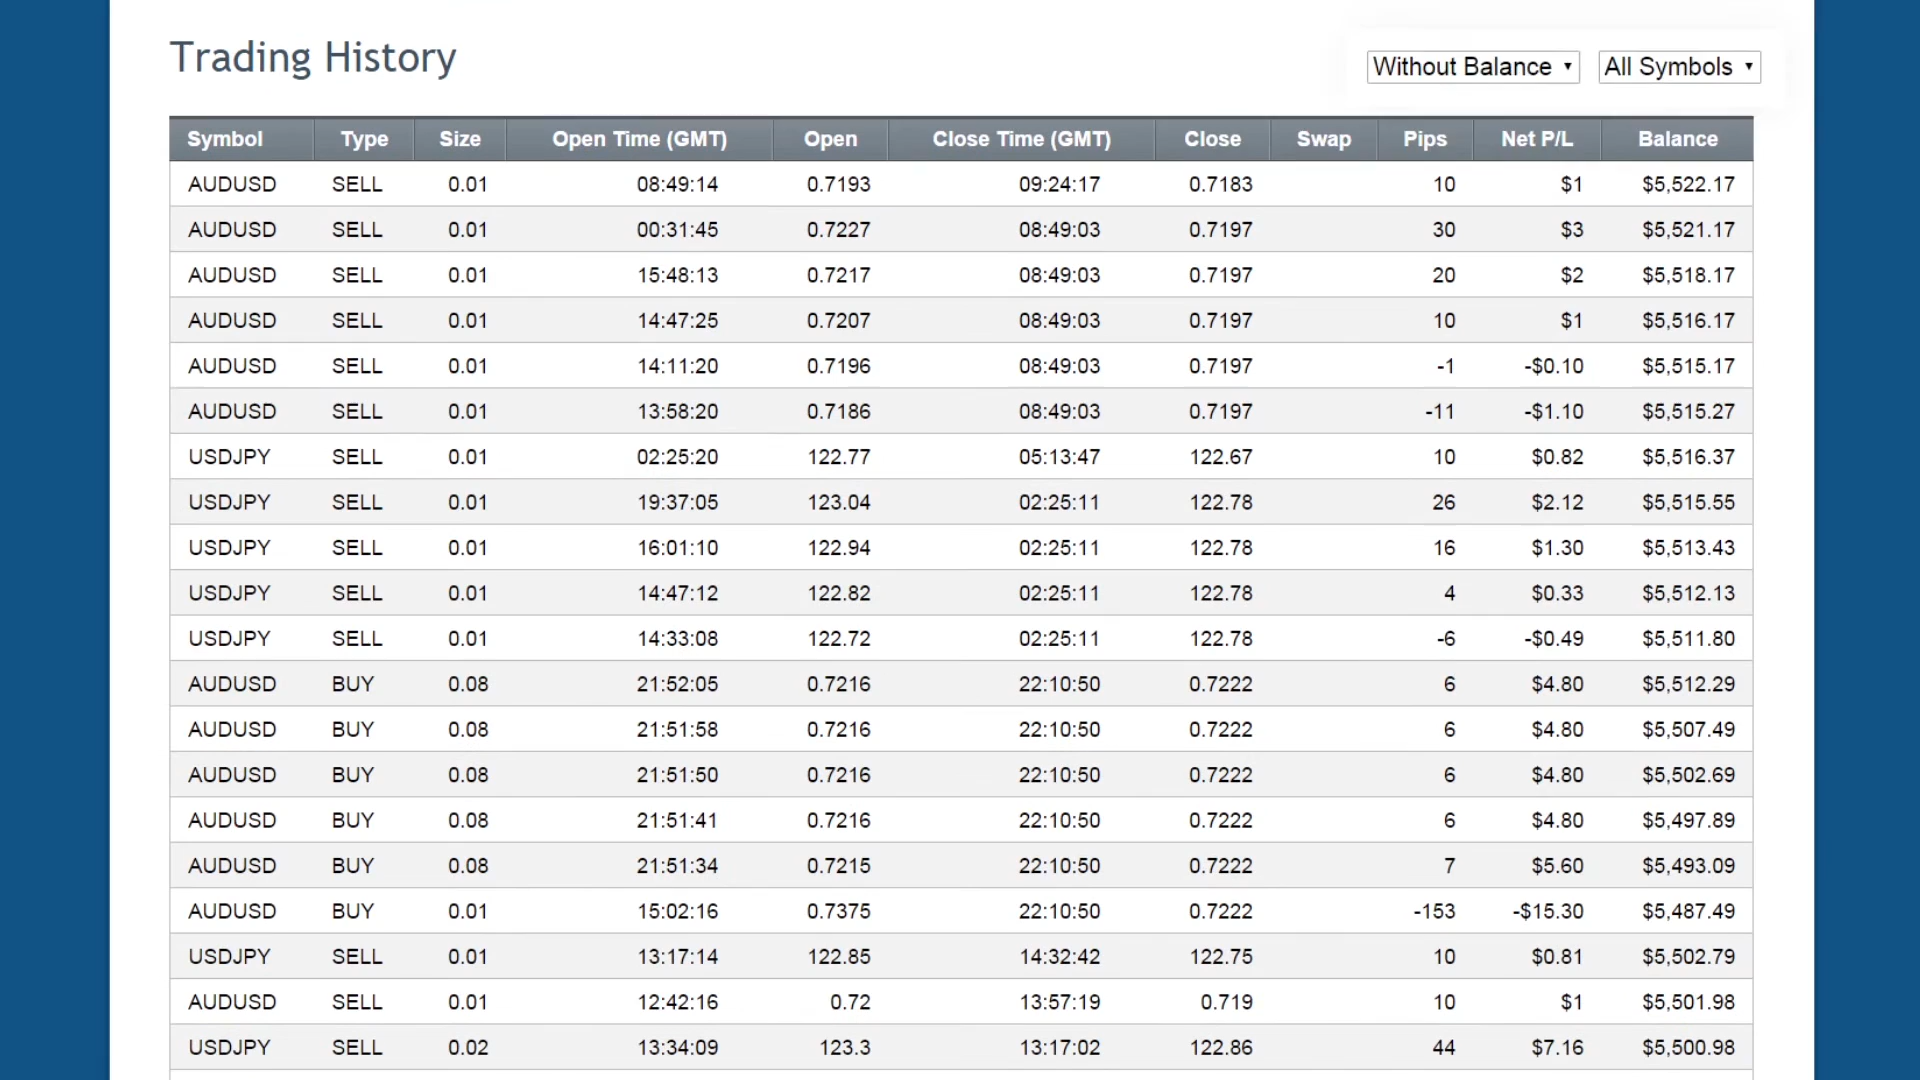 Trading History
Without Balance All Symbols
Symbol Type Size Open Time (GMT) Open Close Time (GMT) Close Swap Pips Net P/L Balance
AUDUSD SELL 0.01 08:49:14 0.7193 09:24:17 0.7183 10 $1 $5,522.17
AUDUSD SELL 0.01 00:31:45 0.7227 08:49:03 0.7197 30 $3 $5,521.17
AUDUSD SELL 0.01 15:48:13 0.7217 08:49:03 0.7197 20 $2 $5,518.17
AUDUSD SELL 0.01 14:47:25 0.7207 08:49:03 0.7197 10 $1 $5,516.17
AUDUSD SELL 0.01 14:11:20 0.7196 08:49:03 0.7197 -1 -$0.10 $5,515.17
AUDUSD SELL 0.01 13:58:20 0.7186 08:49:03 0.7197 -11 -$1.10 $5,515.27
USDJPY SELL 0.01 02:25:20 122.77 05:13:47 122.67 10 $0.82 $5,516.37
USDJPY SELL 0.01 19:37:05 123.04 02:25:11 122.78 26 $2.12 $5,515.55
USDJPY SELL 0.01 16:01:10 122.94 02:25:11 122.78 16 $1.30 $5,513.43
USDJPY SELL 0.01 14:47:12 122.82 02:25:11 122.78 4 $0.33 $5,512.13
USDJPY SELL 0.01 14:33:08 122.72 02:25:11 122.78 -6 -$0.49 $5,511.80
AUDUSD BUY 0.08 21:52:05 0.7216 22:10:50 0.7222 6 $4.80 $5,512.29
AUDUSD BUY 0.08 21:51:58 0.7216 22:10:50 0.7222 6 $4.80 $5,507.49
AUDUSD BUY 0.08 21:51:50 0.7216 22:10:50 0.7222 6 $4.80 $5,502.69
AUDUSD BUY 0.08 21:51:41 0.7216 22:10:50 0.7222 6 $4.80 $5,497.89
AUDUSD BUY 0.08 21:51:34 0.7215 22:10:50 0.7222 7 $5.60 $5,493.09
AUDUSD BUY 0.01 15:02:16 0.7375 22:10:50 0.7222 -153 -$15.30 $5,487.49
USDJPY SELL 0.01 13:17:14 122.85 14:32:42 122.75 10 $0.81 $5,502.79
AUDUSD SELL 0.01 12:42:16 0.72 13:57:19 0.719 10 $1 $5,501.98
USDJPY SELL 0.02 13:34:09 123.3 13:17:02 122.86 44 $7.16 $5,500.98